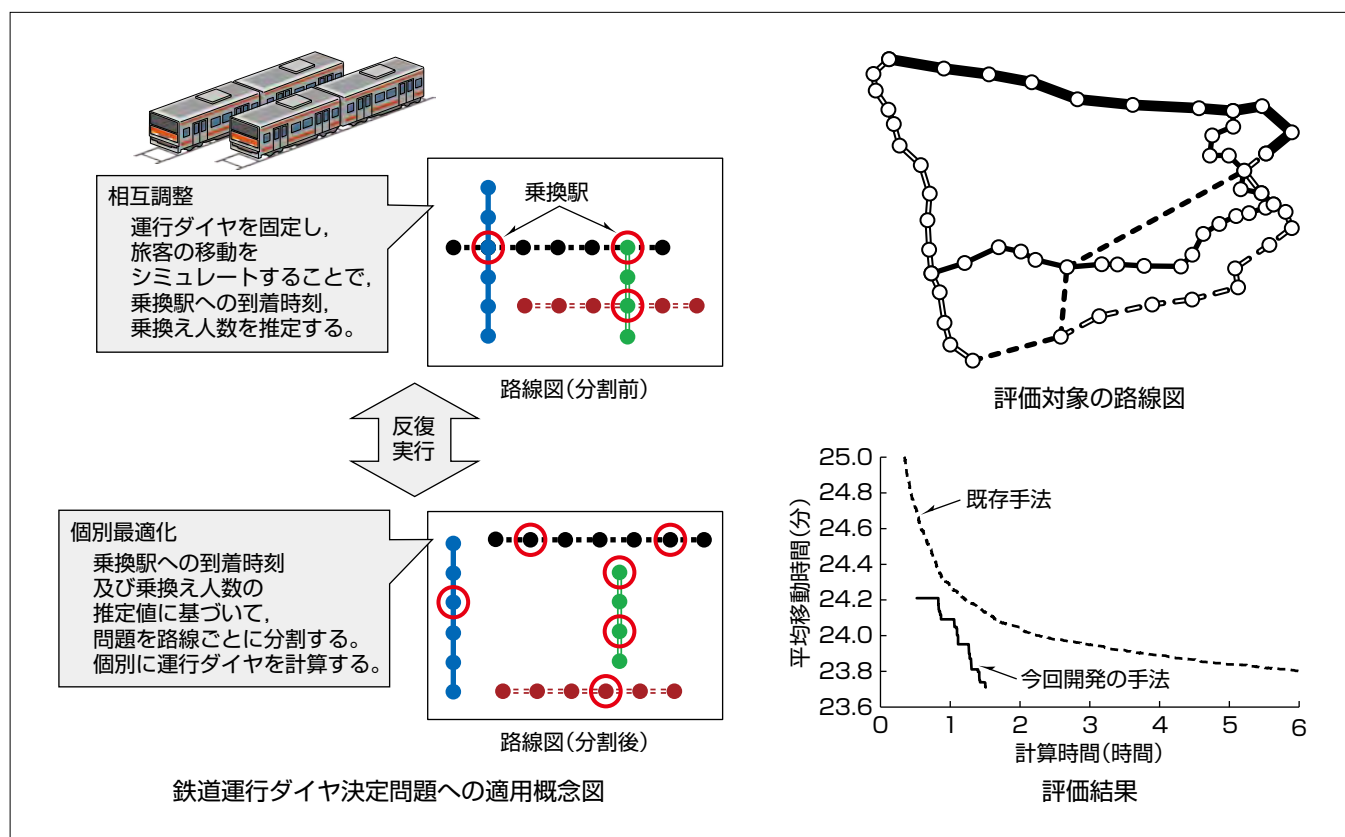 相互調整
運行ダイヤを固定し，
旅客の移動を
シミュレートすることで，
乗換駅への到着時刻，
乗換え人数を推定する。
乗換駅
路線図（分割前）
反復
実行
個別最適化
乗換駅への到着時刻
及び乗換え人数の
推定値に基づいて，
問題を路線ごとに分割する。
個別に運行ダイヤを計算する。
路線図（分割後）
鉄道運行ダイヤ決定問題への適用概念図
評価対象の路線図
平均移動時間（分）
25.0
24.8
24.6
24.4
24.2
24.0
23.8
23.6
既存手法
今回開発の手法
0 1 2 3 4 5 6
計算時間（時間）
評価結果